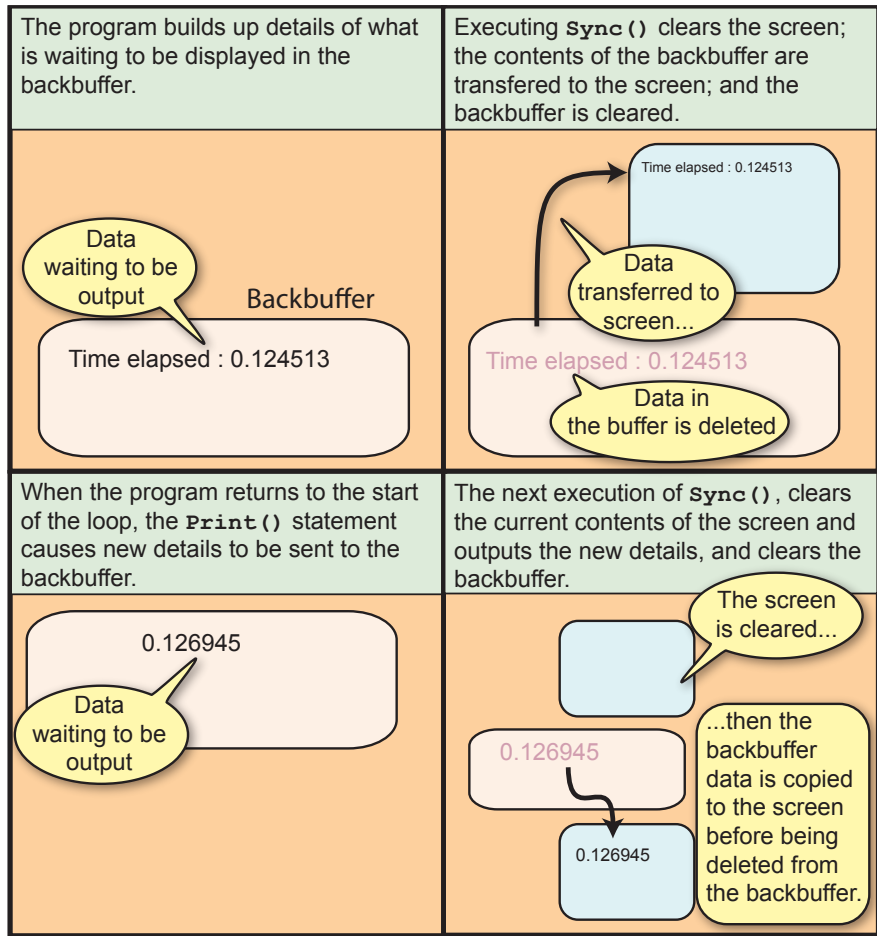 The program builds up details of what
is waiting to be displayed in the
backbuffer.
Data
waiting to be
output
Backbuffer
Time elapsed : 0.124513
Executing Sync() clears the screen;
the contents of the backbuffer are
transfered to the screen; and the
backbuffer is cleared.
Time elapsed : 0.124513
Data
transferred to
screen...
Time elapsed : 0.124513
Data in
the buffer is deleted
When the program returns to the start
of the loop, the Print() statement
causes new details to be sent to the
backbuffer.
0.126945
Data
waiting to be
output
The next execution of Sync(), clears
the current contents of the screen and
outputs the new details, and clears the
backbuffer.
The screen
is cleared...
0.126945
0.126945
...then the
backbuffer
data is copied
to the screen
before being
deleted from
the backbuffer.